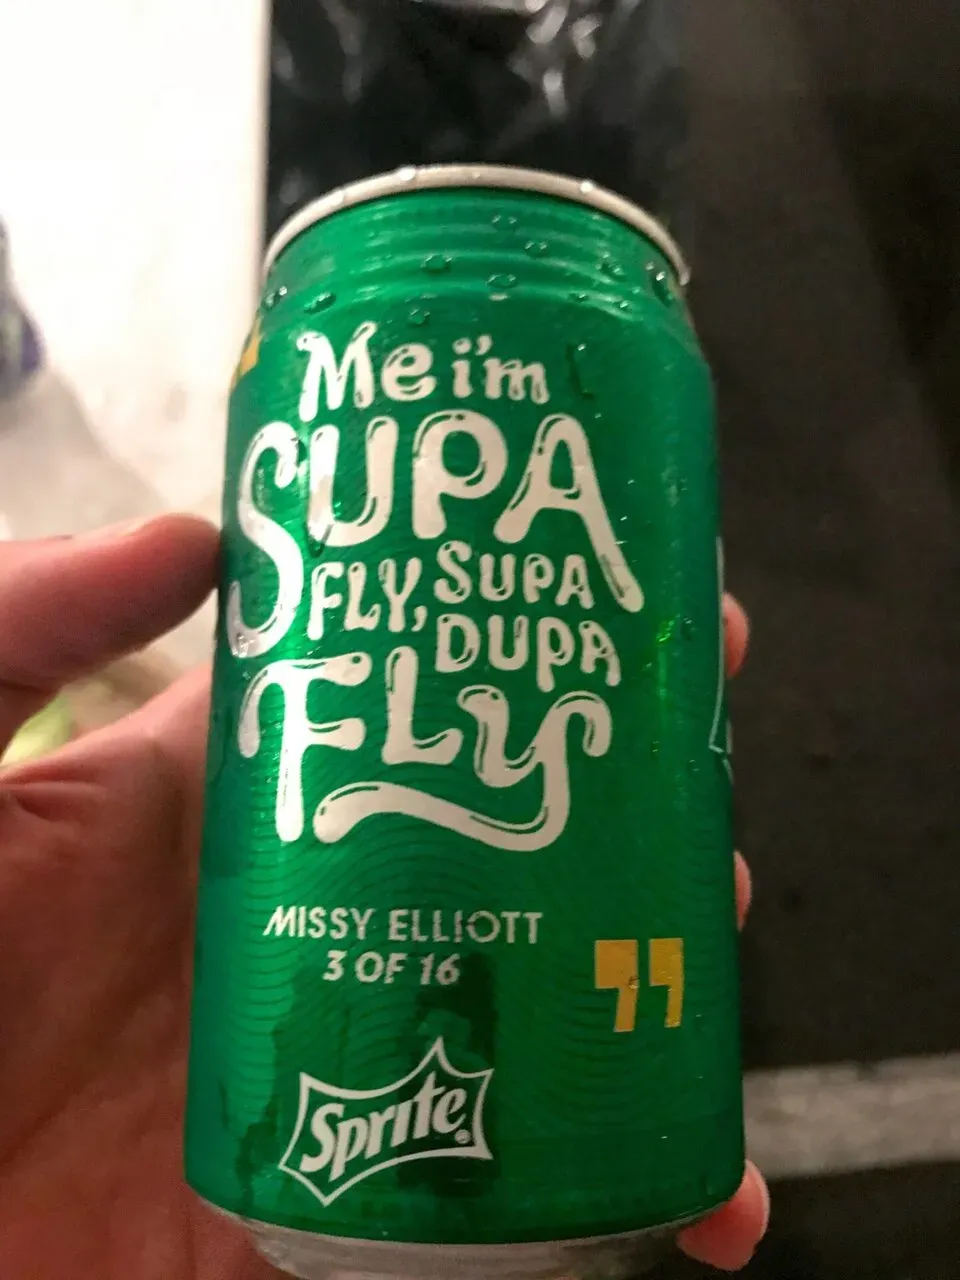 Me i'm
SUPA
FLY, SUPA
DUPA
FLY
MISSY ELLIOTT
3 OF 16
”
Sprite